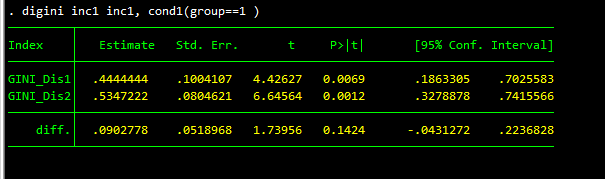 . digini inc1 inc1, cond1(group==1 )
Index Estimate Std. Err. t P>|t| [95% Conf. Interval]
GINI_Dis1 .4444444 .1004107 4.42627 0.0069 .1863305 .7025583
GINI_Dis2 .5347222 .0804621 6.64564 0.0012 .3278878 .7415566
diff. .0902778 .0518968 1.73956 0.1424 -.0431272 .2236828